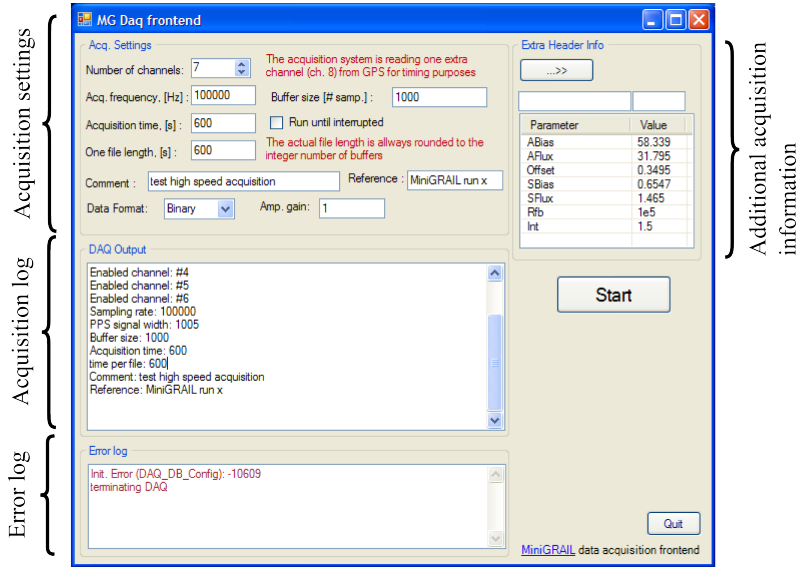 MG Daq frontend
Acquisition settings
Acq. Settings
Number of channels: 7
The acquisition system is reading one extra
channel (ch. 8) from GPS for timing purposes
Acq. frequency, [Hz] : 100000
Buffer size [# samp.] : 1000
Acquisition time, [s] : 600
Run until interrupted
One file length, [s] : 600
The actual file length is allways rounded to the
integer number of buffers
Comment : test high speed acquisition
Reference : MiniGRAIL run x
Data Format: Binary
Amp. gain: 1
Extra Header Info
...>>
Parameter Value
ABias 58.339
AFlux 31.795
Offset 0.3495
SBias 0.6547
SFlux 1.465
Rfb 1e5
Int 1.5
Additional acquisition
information
Acquisition log
DAQ Output
Enabled channel: #4
Enabled channel: #5
Enabled channel: #6
Sampling rate: 100000
PPS signal width: 1005
Buffer size: 1000
Acquisition time: 600
time per file: 600
Comment: test high speed acquisition
Reference: MiniGRAIL run x
Start
Error log
Error log
Init. Error (DAQ_DB_Config): -10609
terminating DAQ
Quit
MiniGRAIL data acquisition frontend